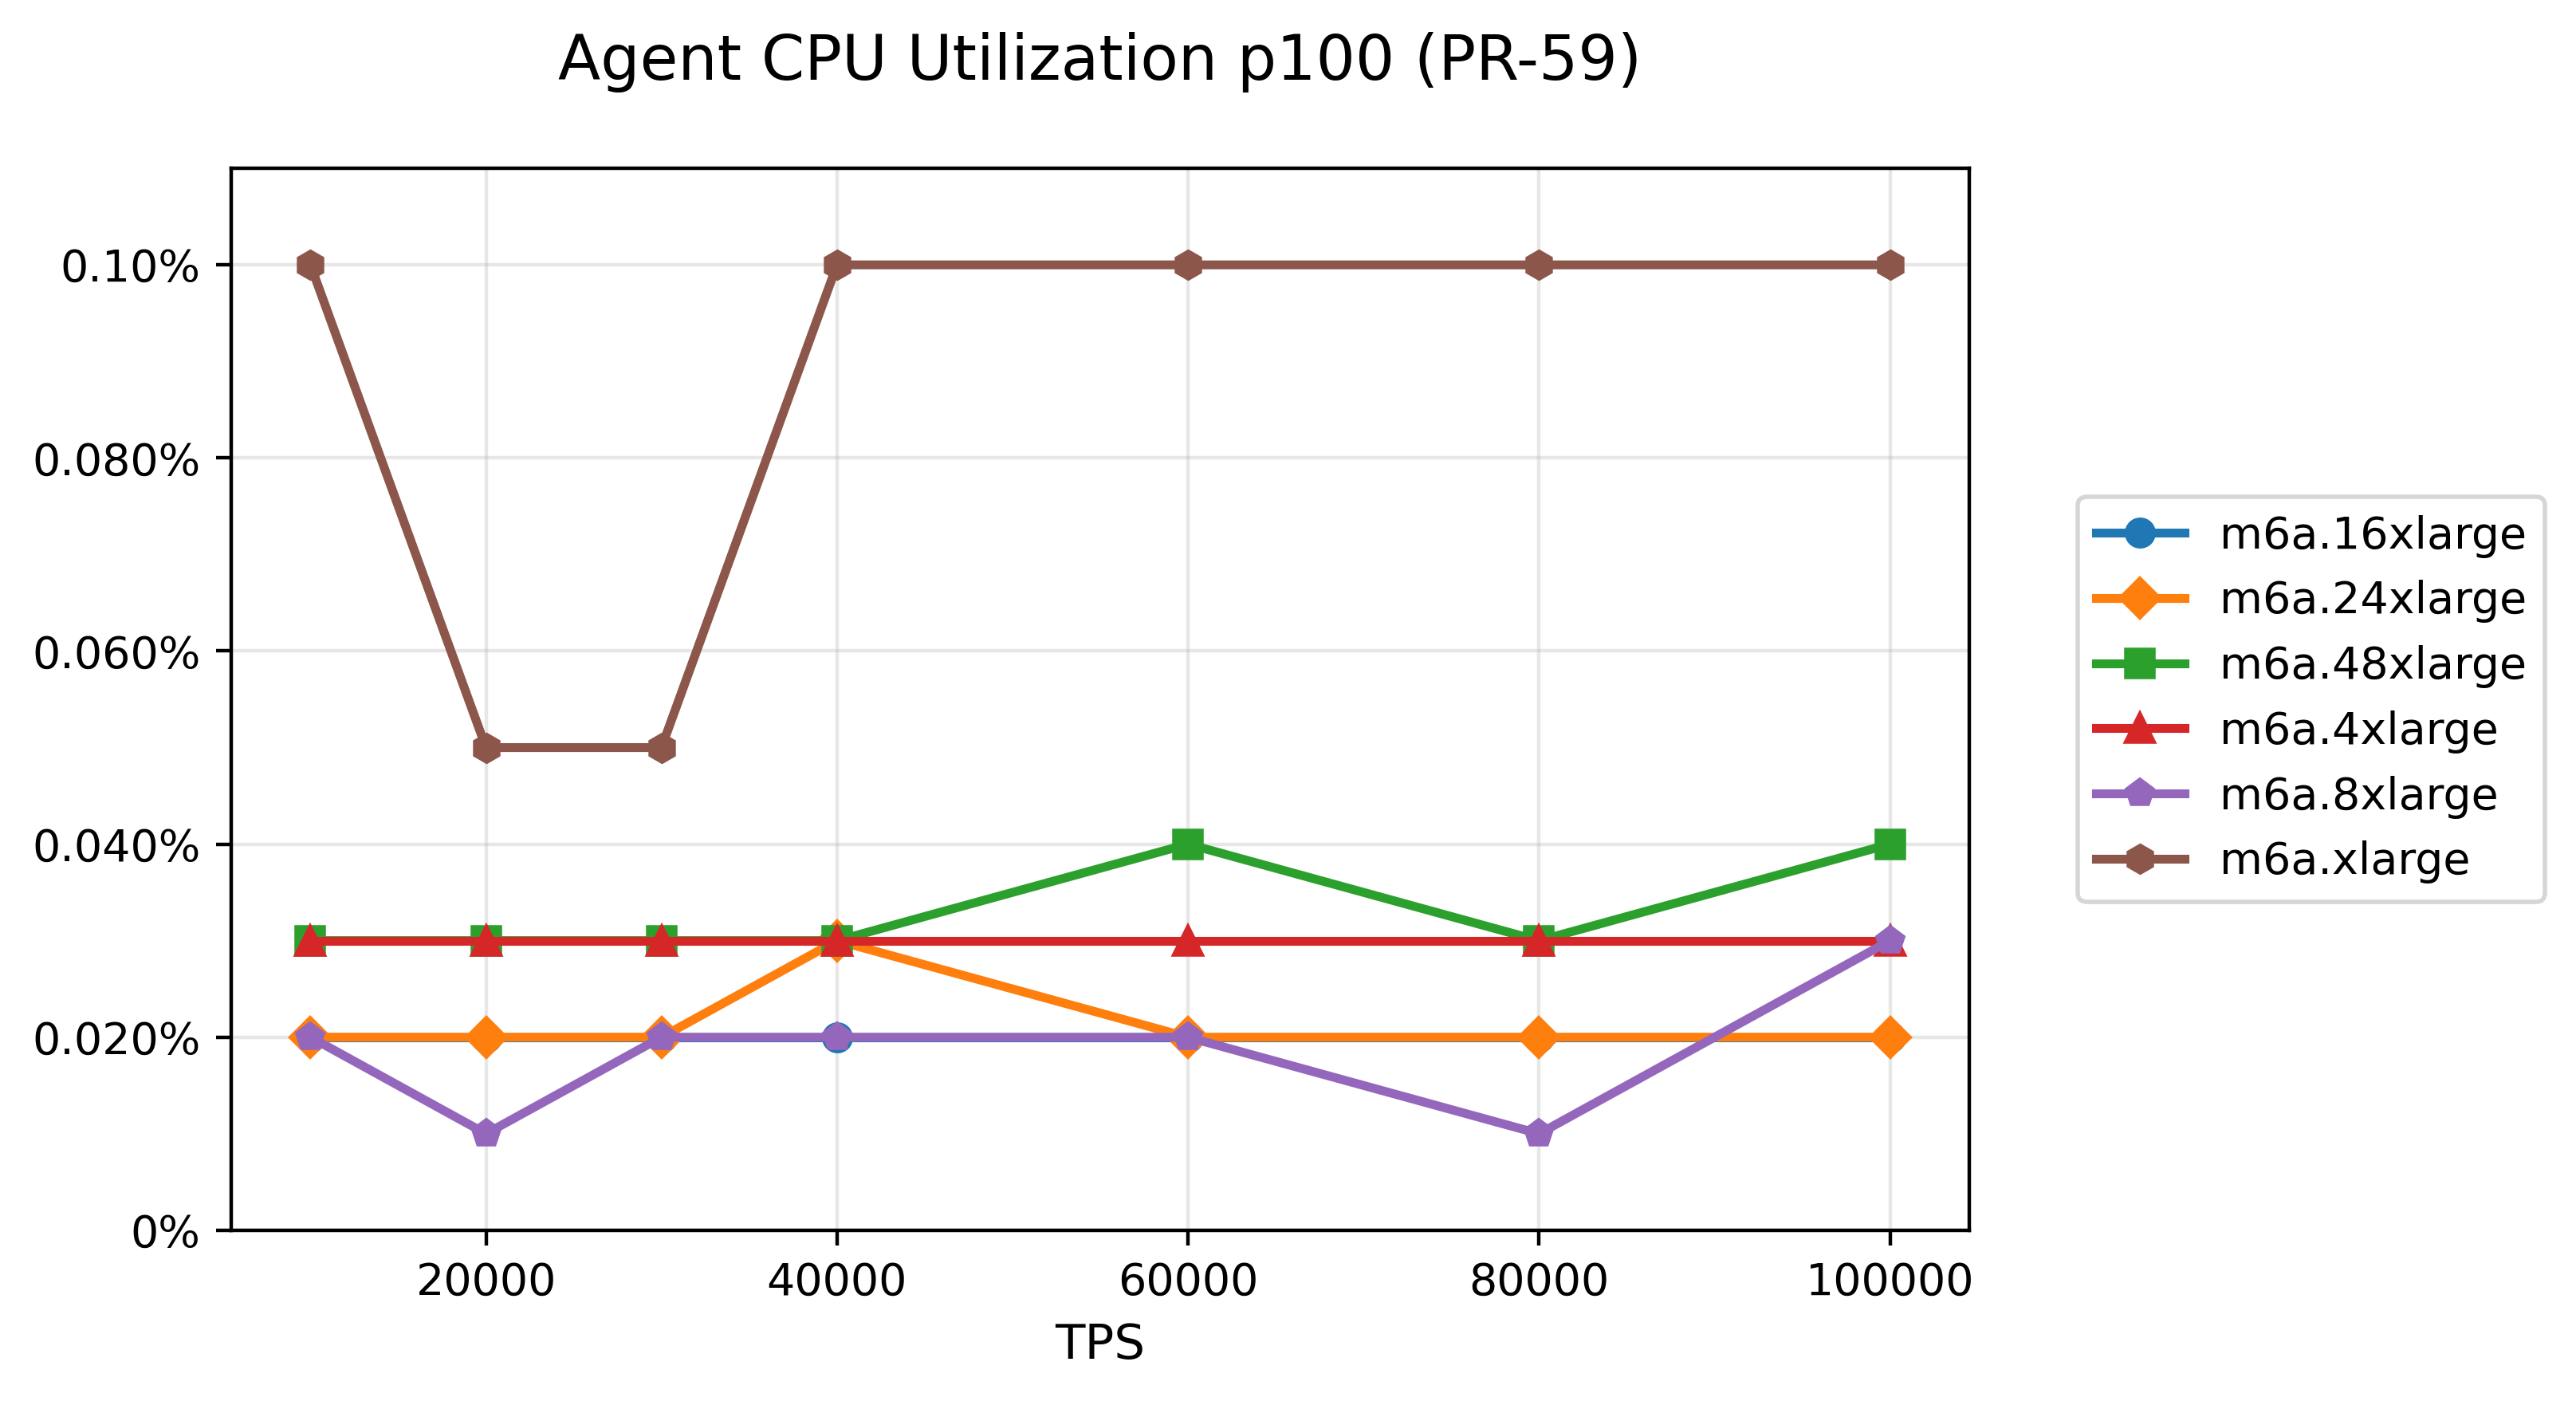 Agent CPU Utilization p100 (PR-59)
0.10%
0.080%
0.060%
0.040%
0.020%
0%
20000 40000 60000 80000 100000
TPS
m6a.16xlarge
m6a.24xlarge
m6a.48xlarge
m6a.4xlarge
m6a.8xlarge
m6a.xlarge